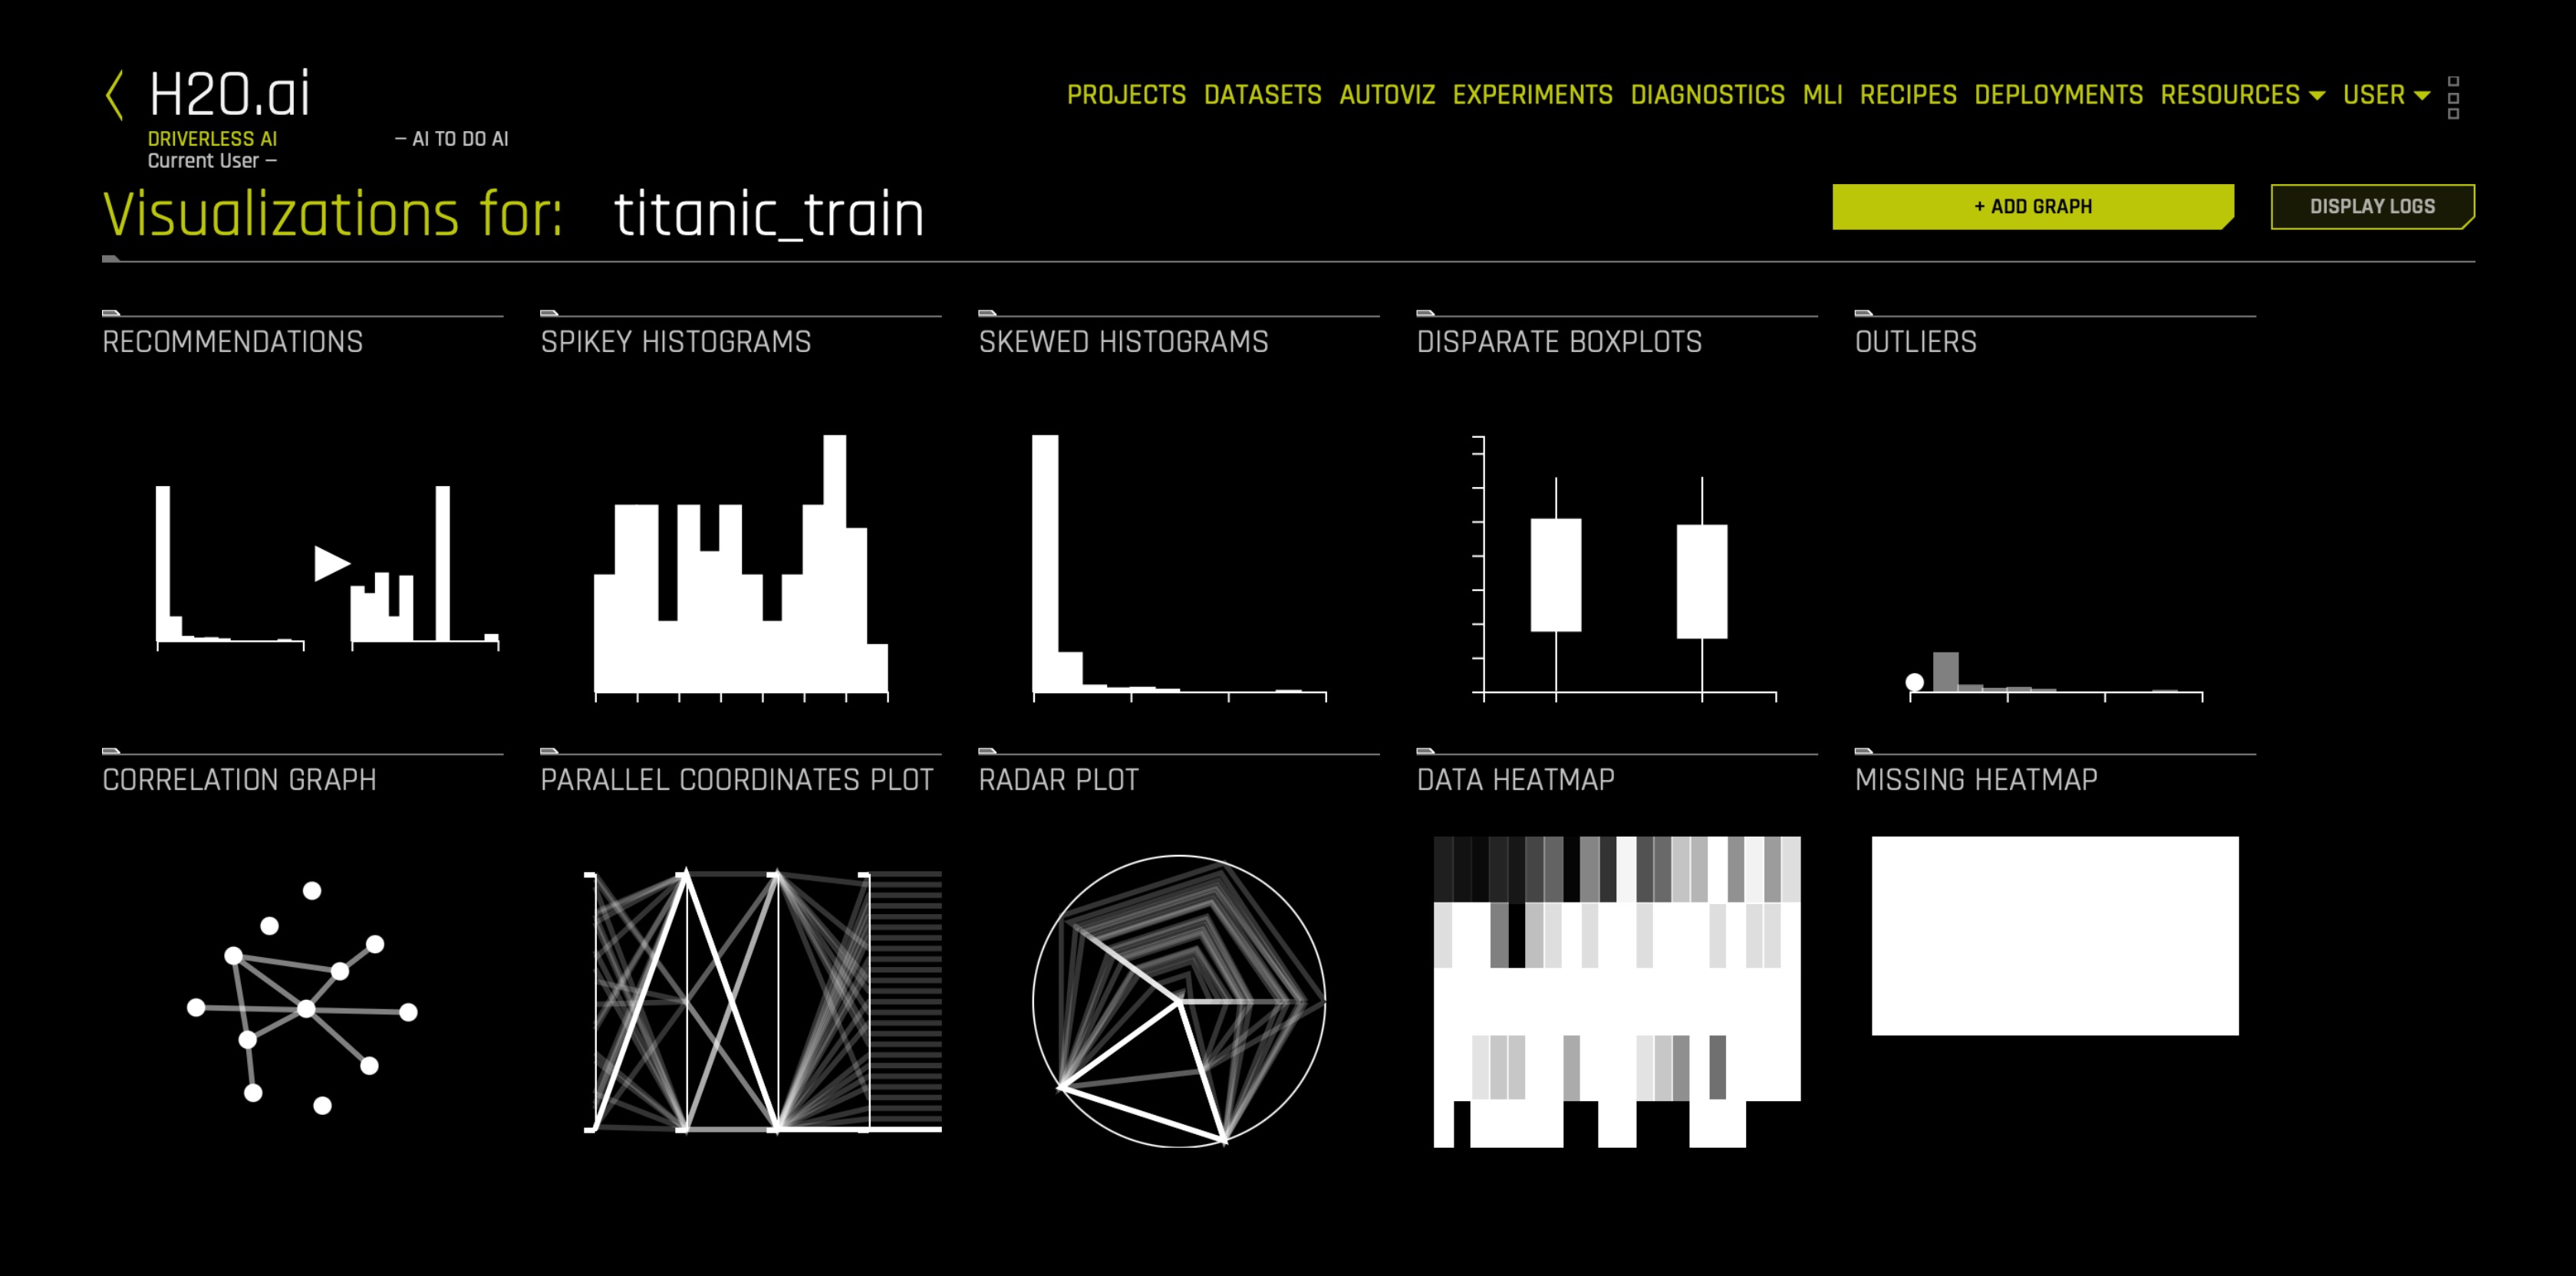 H2O.ai
PROJECTS DATASETS AUTOVIZ EXPERIMENTS DIAGNOSTICS MLI RECIPES DEPLOYMENTS RESOURCES USER
DRIVERLESS AI – AI TO DO AI
Current User –
Visualizations for: titanic_train
+ ADD GRAPH
DISPLAY LOGS
RECOMMENDATIONS
SPIKEY HISTOGRAMS
SKEWED HISTOGRAMS
DISPARATE BOXPLOTS
OUTLIERS
CORRELATION GRAPH
PARALLEL COORDINATES PLOT
RADAR PLOT
DATA HEATMAP
MISSING HEATMAP